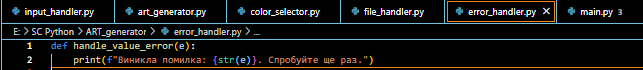 input_handler.py art_generator.py color_selector.py file_handler.py error_handler.py × main.py 3
E: > SC Python > ART_generator > error_handler.py > ...
1 def handle_value_error(e):
2 print(f"Виникла помилка: {str(e)}. Спробуйте ще раз.")